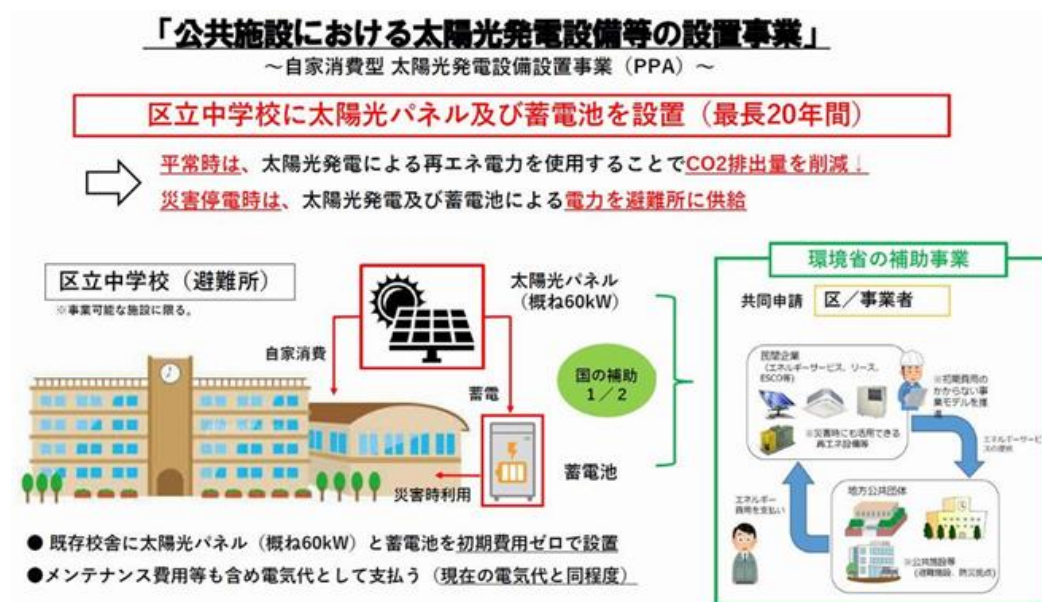 「公共施設における太陽光発電設備等の設置事業」
～自家消費型 太陽光発電設備設置事業（PPA）～
区立中学校に太陽光パネル及び蓄電池を設置（最長20年間）
平常時は、太陽光発電による再エネ電力を使用することでCO2排出量を削減↓
災害停電時は、太陽光発電及び蓄電池による電力を避難所に供給
区立中学校（避難所）
※事業可能な施設に限る。
自家消費
蓄電
災害時利用
太陽光パネル
（概ね60kW）
蓄電池
国の補助
1／2
環境省の補助事業
共同申請 区／事業者
民間企業
（エネルギーサービス、リース、
ESCO等）
※災害時にも活用できる
再エネ設備等
※初期費用の
かからない事
業モデルを推
進
エネルギーサービ
スの提供
エネルギー
費用を支払い
地方公共団体
※公共施設等
（避難施設、防災拠点）
● 既存校舎に太陽光パネル（概ね60kW）と蓄電池を初期費用ゼロで設置
●メンテナンス費用等も含め電気代として支払う（現在の電気代と同程度）